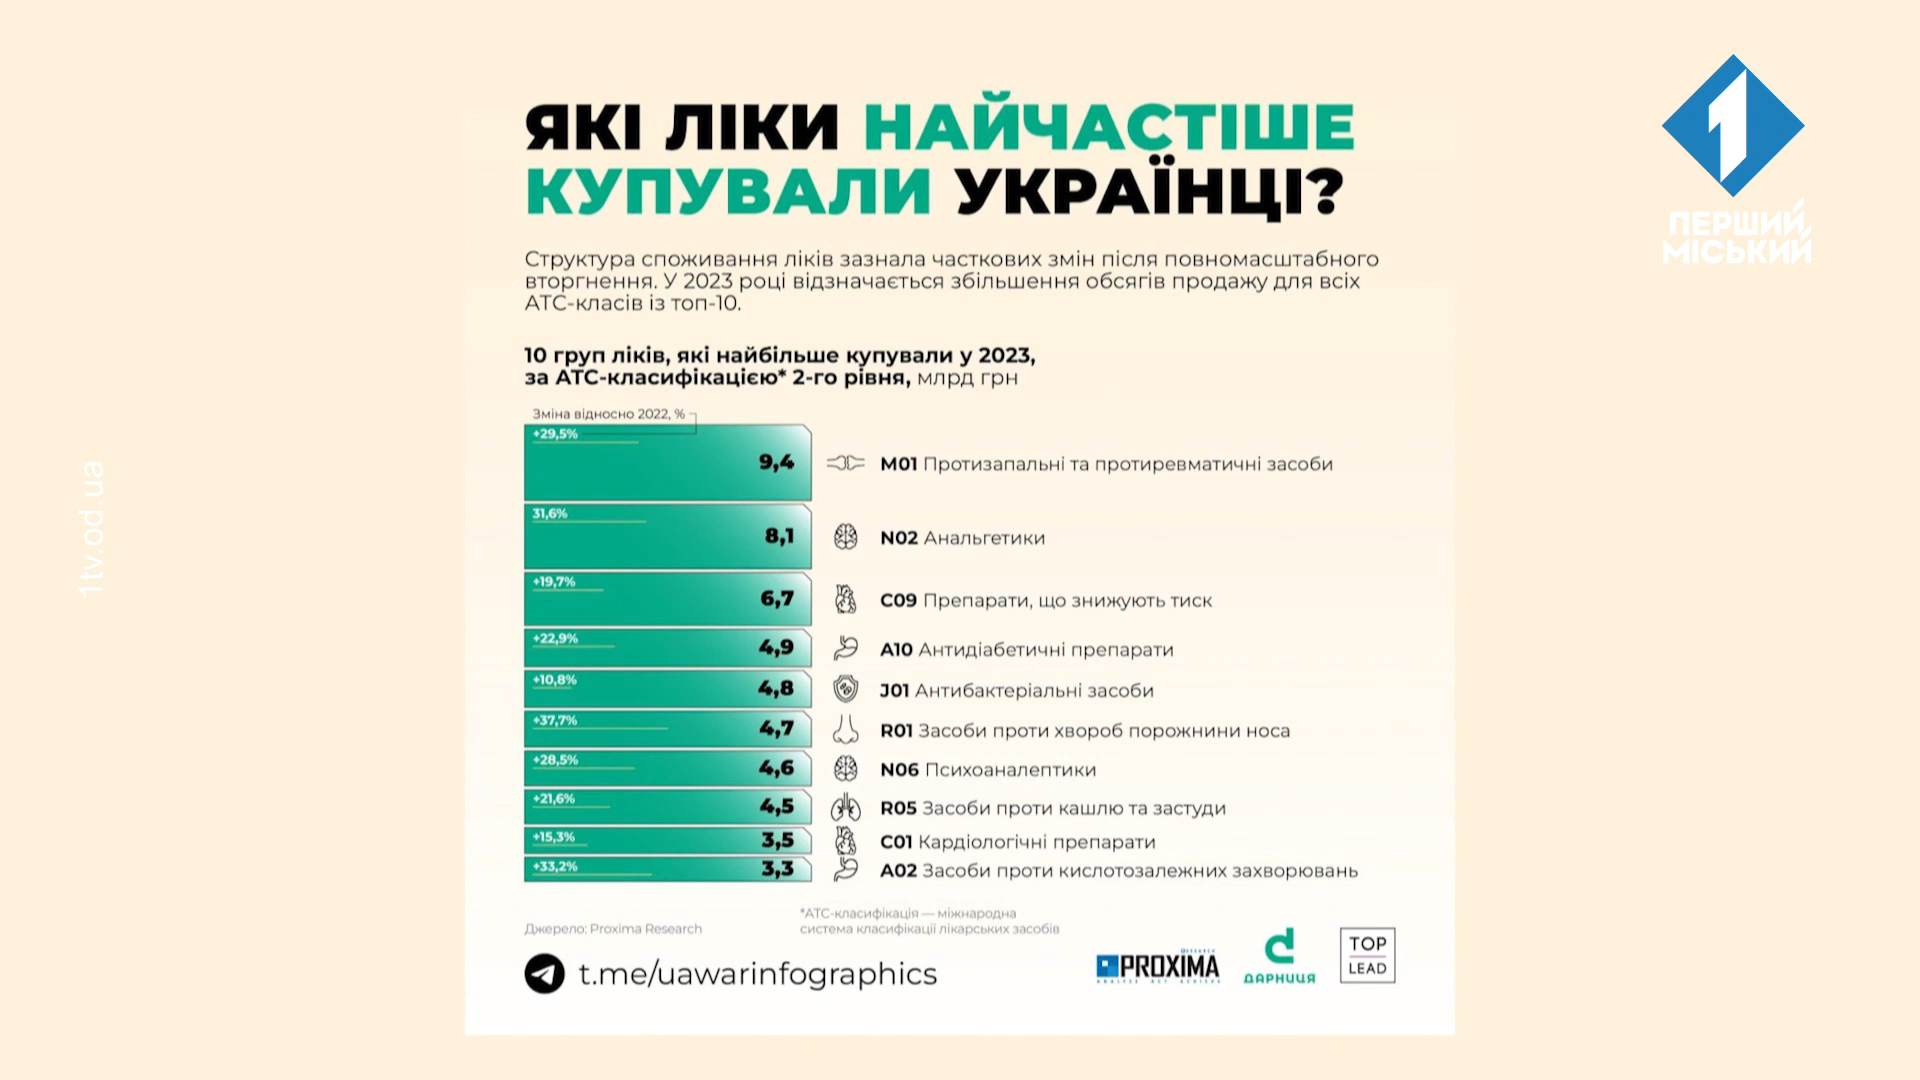 ЯКІ ЛІКИ НАЙЧАСТІШЕ
КУПУВАЛИ УКРАЇНЦІ?
Структура споживання ліків зазнала часткових змін після повномасштабного
вторгнення. У 2023 році відзначається збільшення обсягів продажу для всіх
АТС-класів із топ-10.
10 груп ліків, які найбільше купували у 2023,
за АТС-класифікацією* 2-го рівня, млрд грн
Зміна відносно 2022, %
+29,5% 9,4 M01 Протизапальні та протиревматичні засоби
31,6% 8,1 N02 Анальгетики
+19,7% 6,7 C09 Препарати, що знижують тиск
+22,9% 4,9 A10 Антидіабетичні препарати
+10,8% 4,8 J01 Антибактеріальні засоби
+37,7% 4,7 R01 Засоби проти хвороб порожнини носа
+28,5% 4,6 N06 Психоаналептики
+21,6% 4,5 R05 Засоби проти кашлю та застуди
+15,3% 3,5 C01 Кардіологічні препарати
+33,2% 3,3 A02 Засоби проти кислотозалежних захворювань
*АТС-класифікація — міжнародна
система класифікації лікарських засобів
Джерело: Proxima Research
t.me/uawarinfographics
RESEARCH
PROXIMA
ANALYZE ACT ACHIEVE
ДАРНИЦЯ
TOP
LEAD
1
ПЕРШИЙ
МІСЬКИЙ
1tv.od.ua